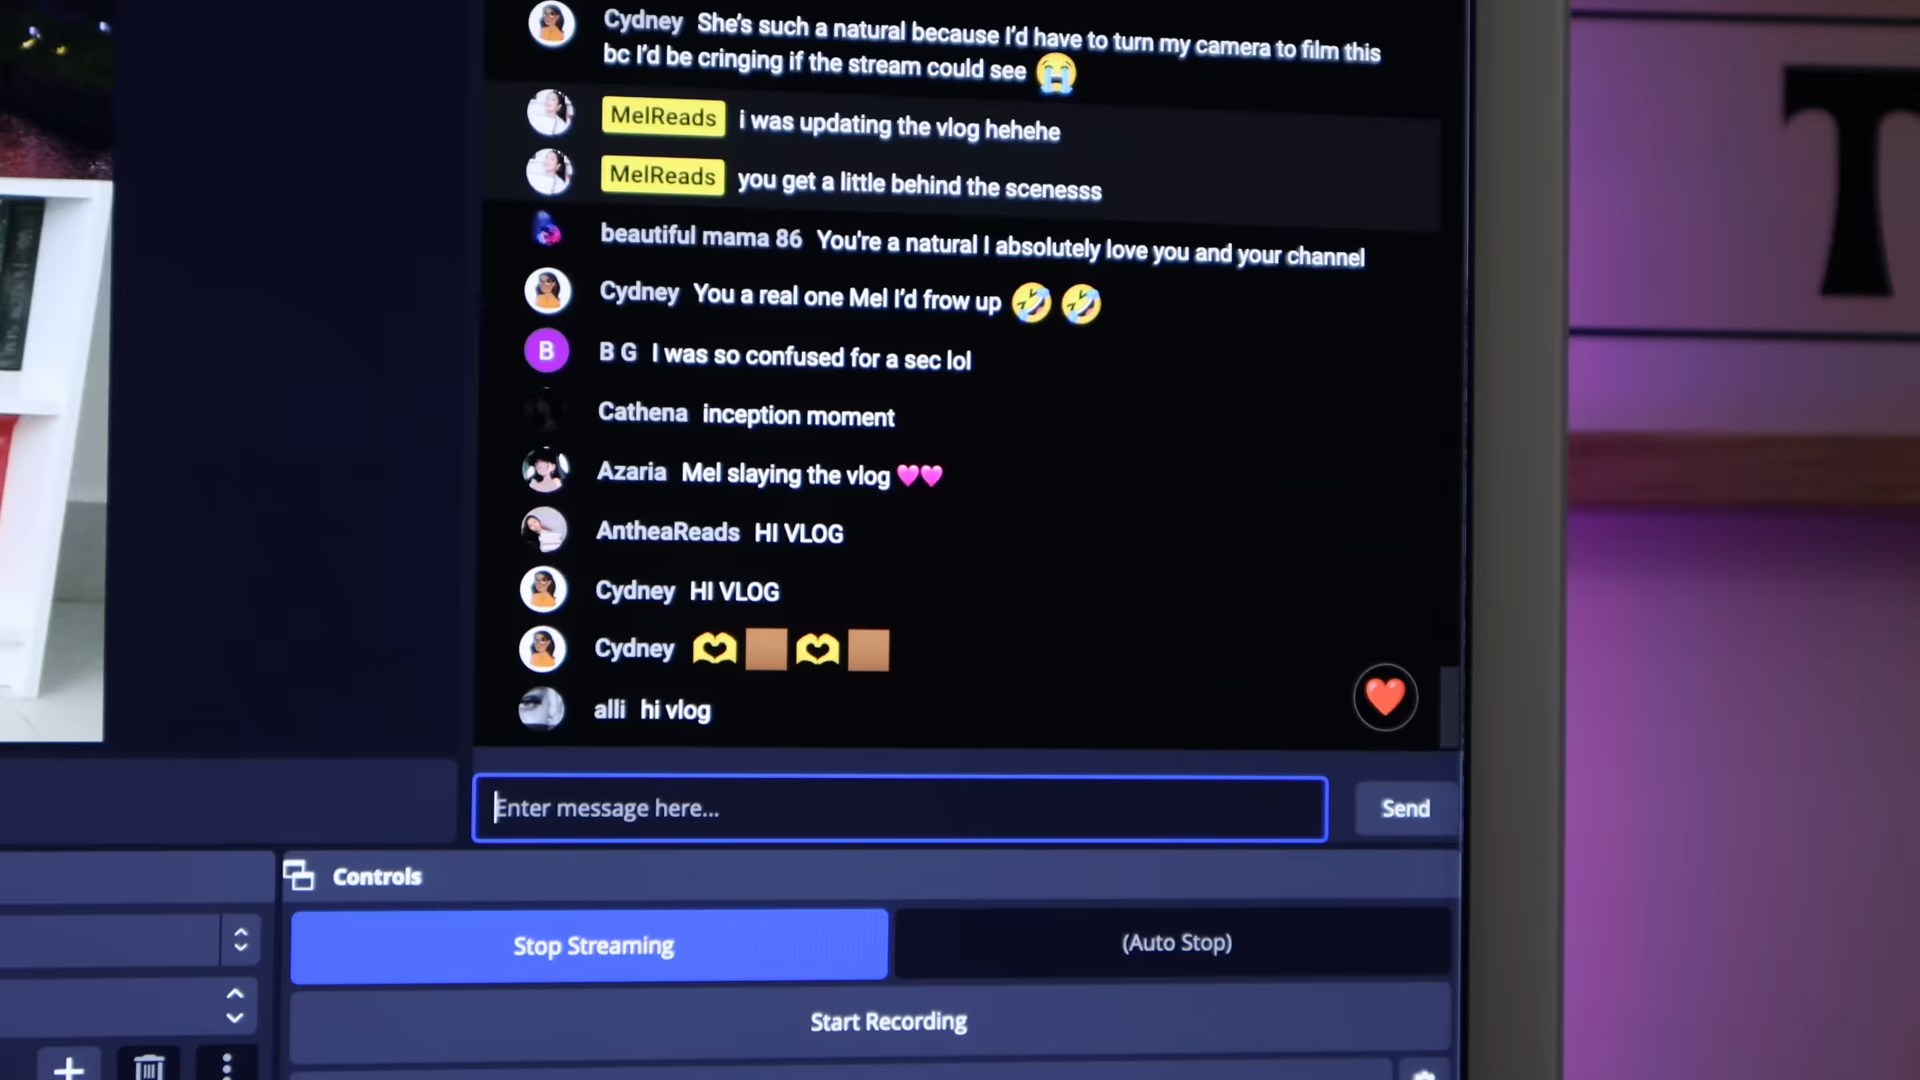 Cydney She's such a natural because I'd have to turn my camera to film this
bc I'd be cringing if the stream could see 😭
MelReads i was updating the vlog hehehe
MelReads you get a little behind the scenesss
beautiful mama 86 You're a natural I absolutely love you and your channel
Cydney You a real one Mel I'd frow up 🤣 🤣
B
B G I was so confused for a sec lol
Cathena inception moment
Azaria Mel slaying the vlog 💗💗
AntheaReads HI VLOG
Cydney HI VLOG
Cydney 🫶🏽🫶🏽
alli hi vlog
Enter message here...
Send
Controls
Stop Streaming
(Auto Stop)
Start Recording
T